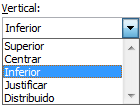 Vertical:
Inferior
Superior
Centrar
Inferior
Justificar
Distribuido